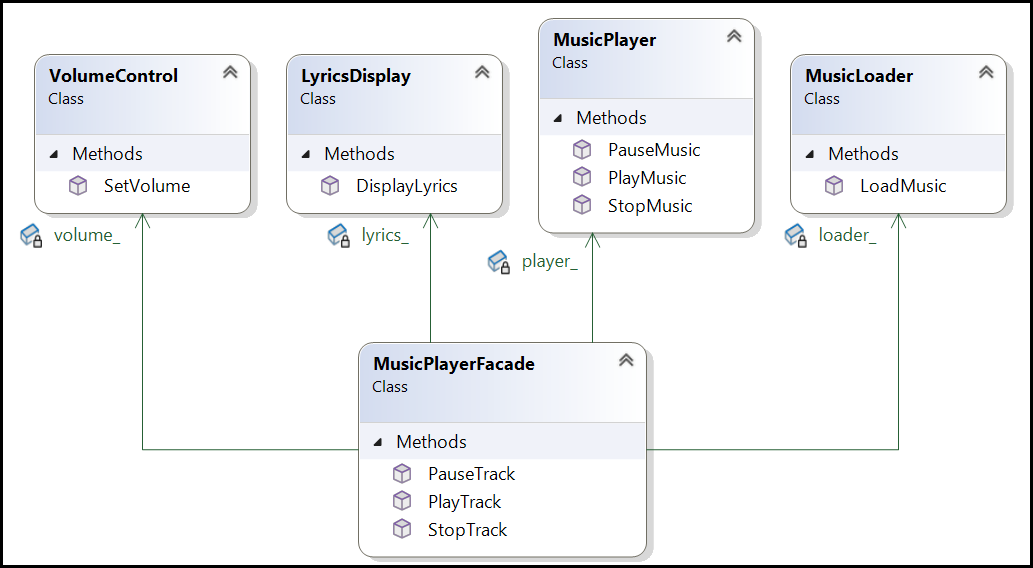 VolumeControl
Class
Methods
SetVolume
volume_
LyricsDisplay
Class
Methods
DisplayLyrics
lyrics_
MusicPlayer
Class
Methods
PauseMusic
PlayMusic
StopMusic
player_
MusicLoader
Class
Methods
LoadMusic
loader_
MusicPlayerFacade
Class
Methods
PauseTrack
PlayTrack
StopTrack